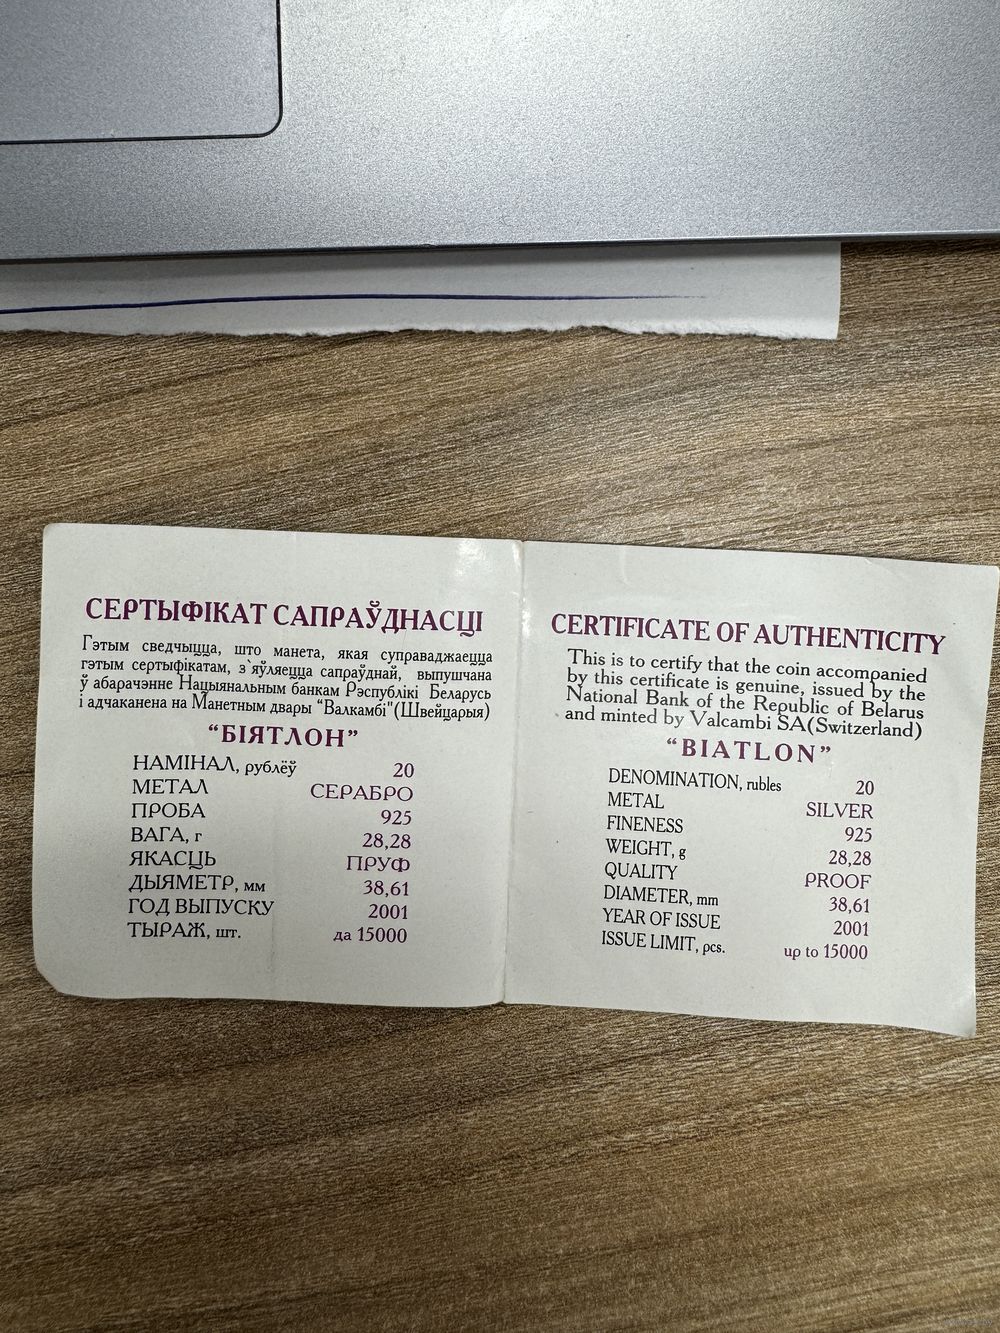 СЕРТЫФІКАТ САПРАЎДНАСЦІ
Гэтым сведчыцца, што манета, якая суправаджаецца
гэтым сертыфікатам, з`яўляецца сапраўднай, выпушчана
ў абарачэнне Нацыянальным банкам Рэспублікі Беларусь
і адчаканена на Манетным двары "Валкамбі"(Швейцарыя)
"БІЯТЛОН"
НАМІНАЛ, рублёў 20
МЕТАЛ СЕРАБРО
ПРОБА 925
ВАГА, г 28,28
ЯКАСЦЬ ПРУФ
ДЫЯМЕТР, мм 38,61
ГОД ВЫПУСКУ 2001
ТЫРАЖ, шт. да 15000
CERTIFICATE OF AUTHENTICITY
This is to certify that the coin accompanied
by this certificate is genuine, issued by the
National Bank of the Republic of Belarus
and minted by Valcambi SA(Switzerland)
"BIATLON"
DENOMINATION, rubles 20
METAL SILVER
FINENESS 925
WEIGHT, g 28,28
QUALITY PROOF
DIAMETER, mm 38,61
YEAR OF ISSUE 2001
ISSUE LIMIT, pcs. up to 15000